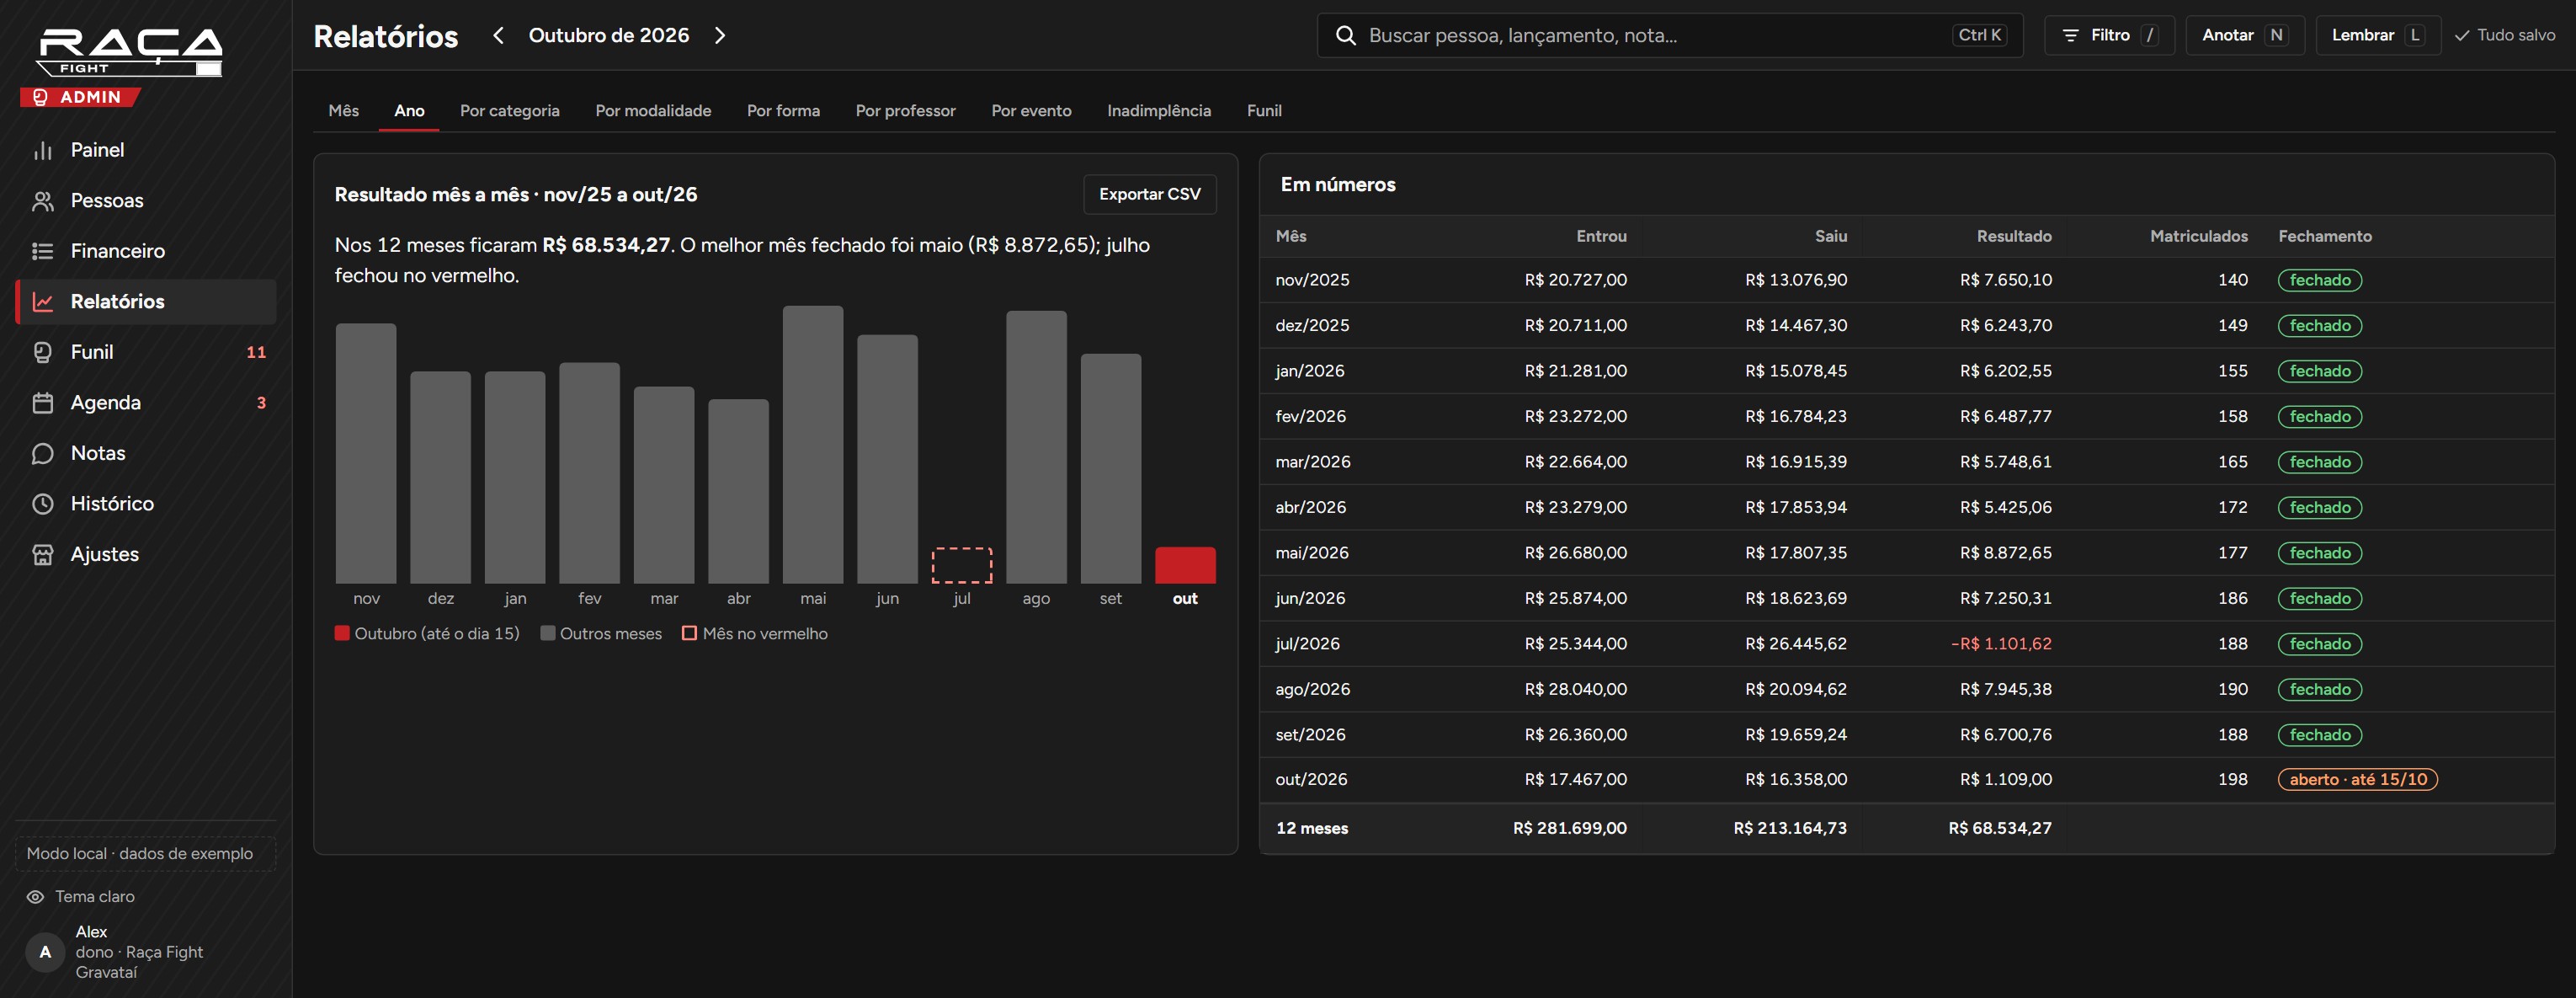 RAÇA
FIGHT
ADMIN
Painel
Pessoas
Financeiro
Relatórios
Funil 11
Agenda 3
Notas
Histórico
Ajustes
Modo local · dados de exemplo
Tema claro
A
Alex
dono · Raça Fight
Gravataí
Relatórios
Outubro de 2026
Buscar pessoa, lançamento, nota... Ctrl K
Filtro /
Anotar N
Lembrar L
Tudo salvo
Mês Ano Por categoria Por modalidade Por forma Por professor Por evento Inadimplência Funil
Resultado mês a mês · nov/25 a out/26
Exportar CSV
Nos 12 meses ficaram R$ 68.534,27. O melhor mês fechado foi maio (R$ 8.872,65); julho
fechou no vermelho.
nov dez jan fev mar abr mai jun jul ago set out
Outubro (até o dia 15) Outros meses Mês no vermelho
Em números
Mês Entrou Saiu Resultado Matriculados Fechamento
nov/2025 R$ 20.727,00 R$ 13.076,90 R$ 7.650,10 140 fechado
dez/2025 R$ 20.711,00 R$ 14.467,30 R$ 6.243,70 149 fechado
jan/2026 R$ 21.281,00 R$ 15.078,45 R$ 6.202,55 155 fechado
fev/2026 R$ 23.272,00 R$ 16.784,23 R$ 6.487,77 158 fechado
mar/2026 R$ 22.664,00 R$ 16.915,39 R$ 5.748,61 165 fechado
abr/2026 R$ 23.279,00 R$ 17.853,94 R$ 5.425,06 172 fechado
mai/2026 R$ 26.680,00 R$ 17.807,35 R$ 8.872,65 177 fechado
jun/2026 R$ 25.874,00 R$ 18.623,69 R$ 7.250,31 186 fechado
jul/2026 R$ 25.344,00 R$ 26.445,62 −R$ 1.101,62 188 fechado
ago/2026 R$ 28.040,00 R$ 20.094,62 R$ 7.945,38 190 fechado
set/2026 R$ 26.360,00 R$ 19.659,24 R$ 6.700,76 188 fechado
out/2026 R$ 17.467,00 R$ 16.358,00 R$ 1.109,00 198 aberto · até 15/10
12 meses R$ 281.699,00 R$ 213.164,73 R$ 68.534,27